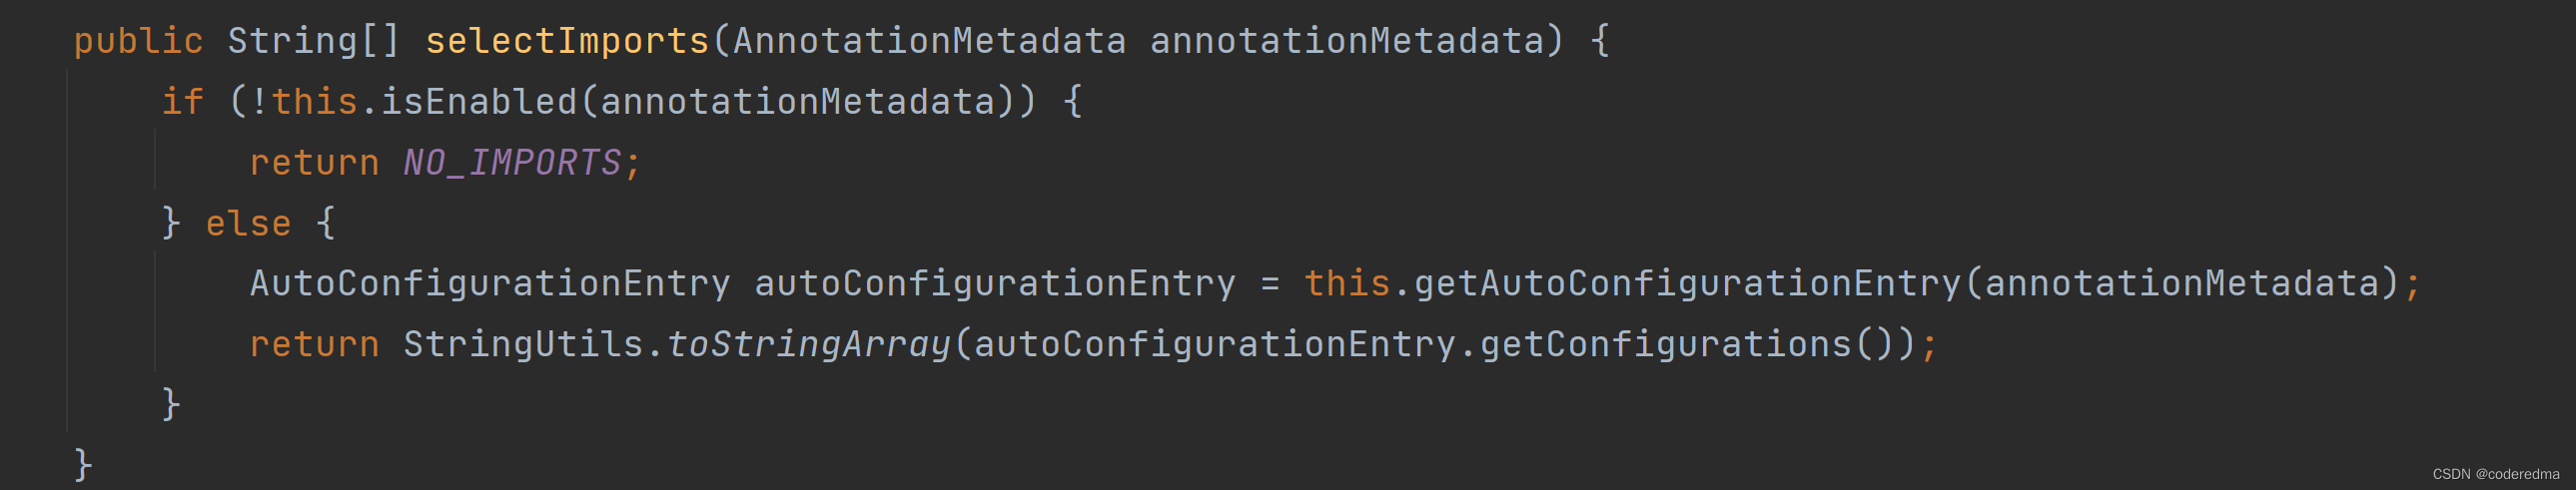 public String[] selectImports(AnnotationMetadata annotationMetadata) {
    if (!this.isEnabled(annotationMetadata)) {
        return NO_IMPORTS;
    } else {
        AutoConfigurationEntry autoConfigurationEntry = this.getAutoConfigurationEntry(annotationMetadata);
        return StringUtils.toStringArray(autoConfigurationEntry.getConfigurations());
    }
}
CSDN @coderedma